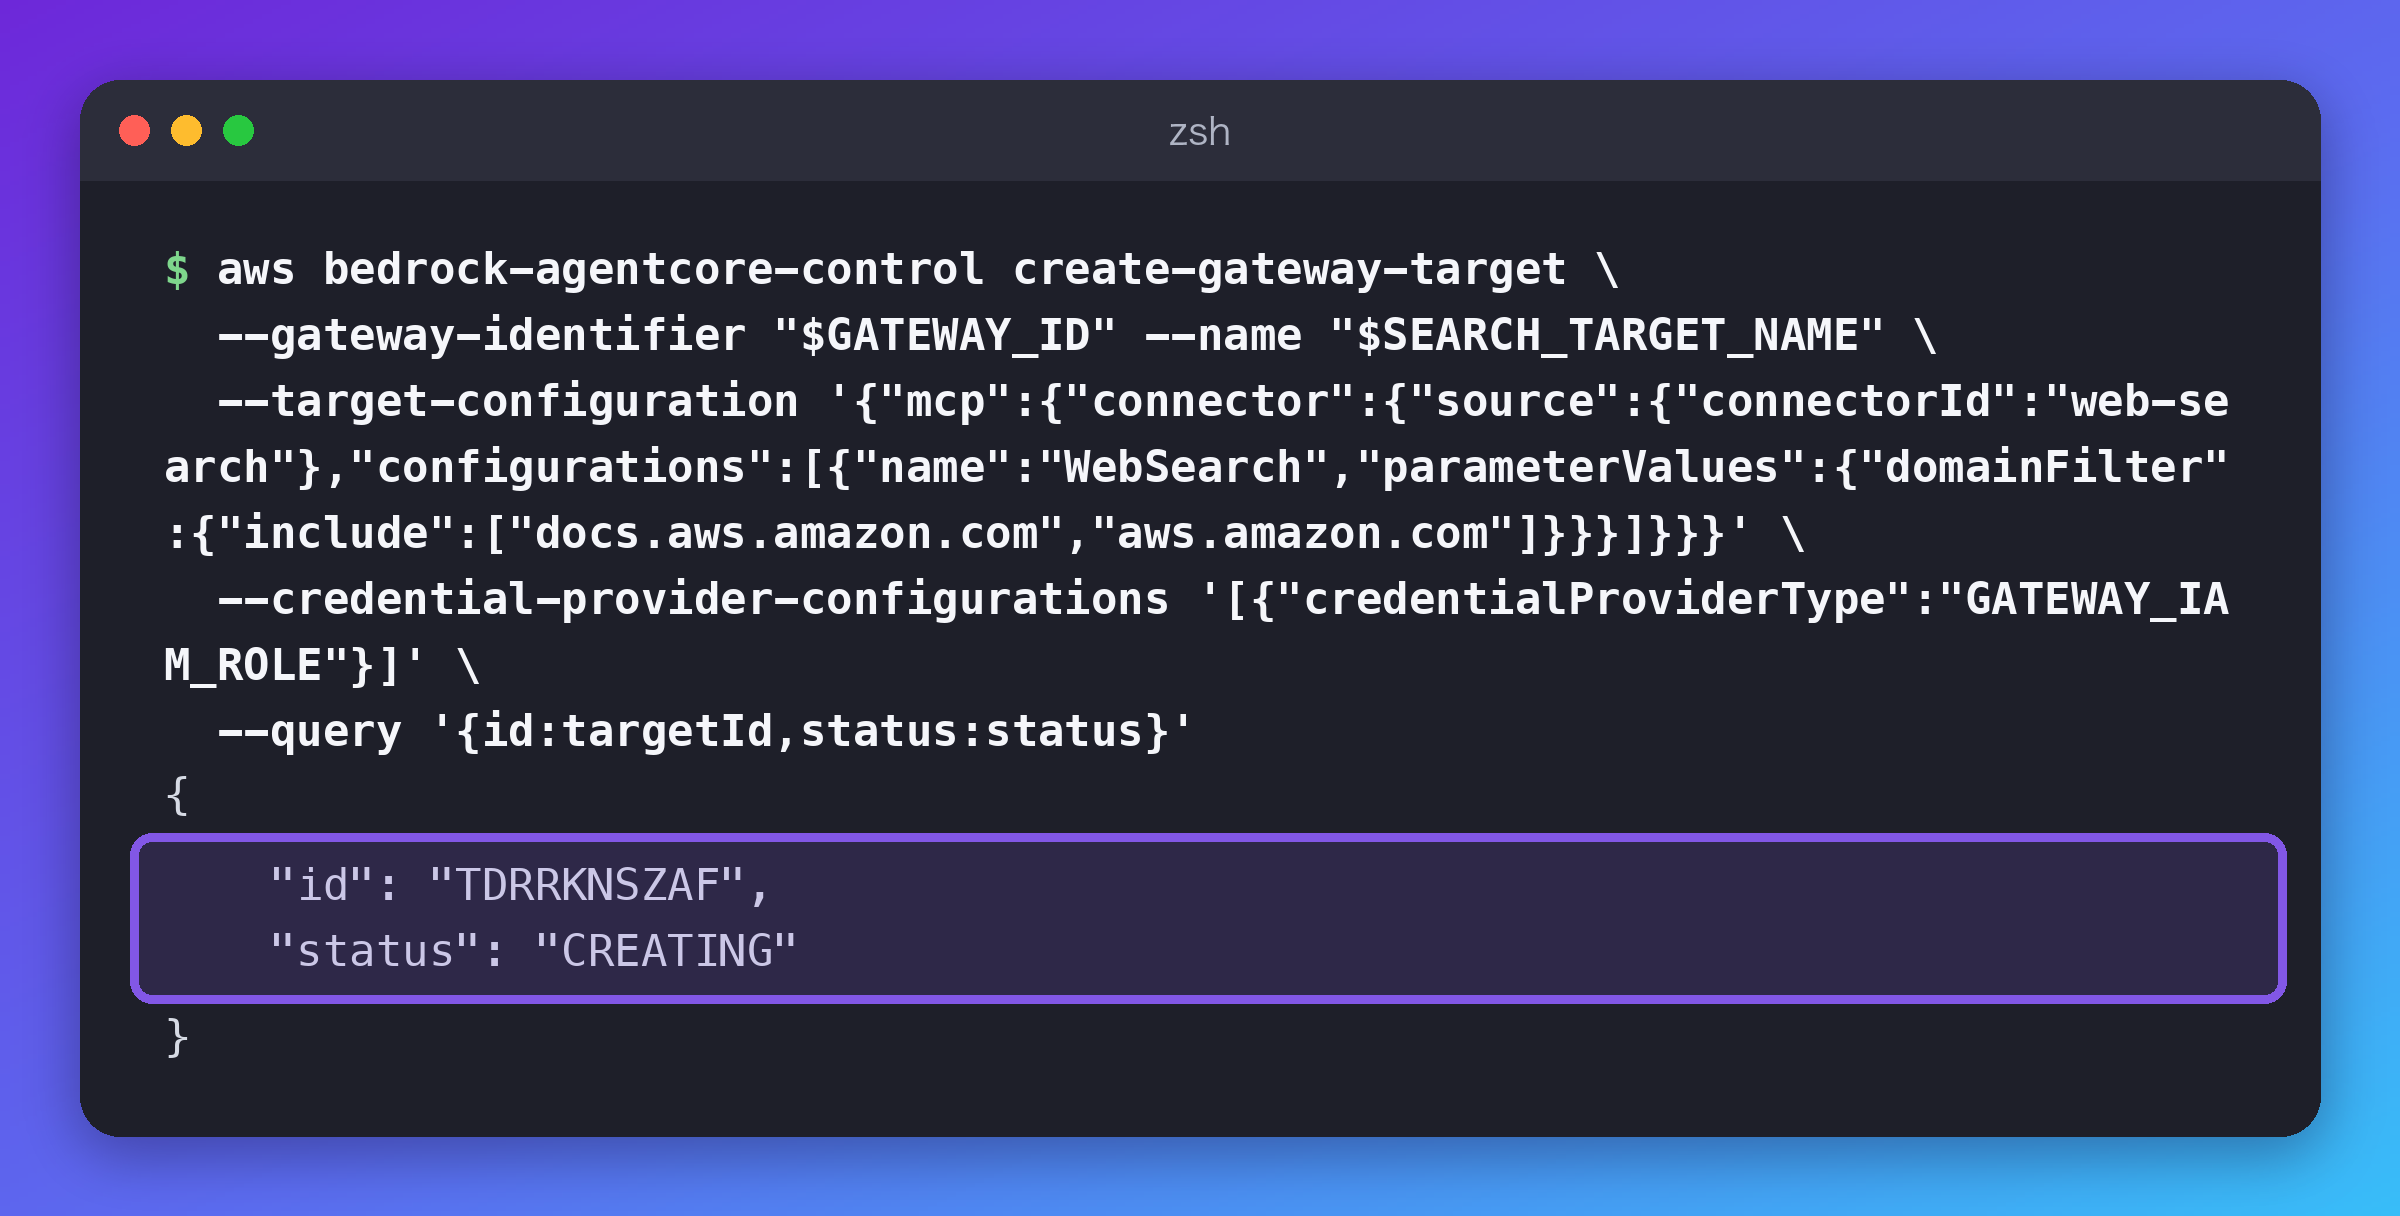 zsh
$ aws bedrock-agentcore-control create-gateway-target \
  --gateway-identifier "$GATEWAY_ID" --name "$SEARCH_TARGET_NAME" \
  --target-configuration '{"mcp":{"connector":{"source":{"connectorId":"web-se
arch"},"configurations":[{"name":"WebSearch","parameterValues":{"domainFilter"
:{"include":["docs.aws.amazon.com","aws.amazon.com"]}}}]}}}' \
  --credential-provider-configurations '[{"credentialProviderType":"GATEWAY_IA
M_ROLE"}]' \
  --query '{id:targetId,status:status}'
{
    "id": "TDRRKNSZAF",
    "status": "CREATING"
}